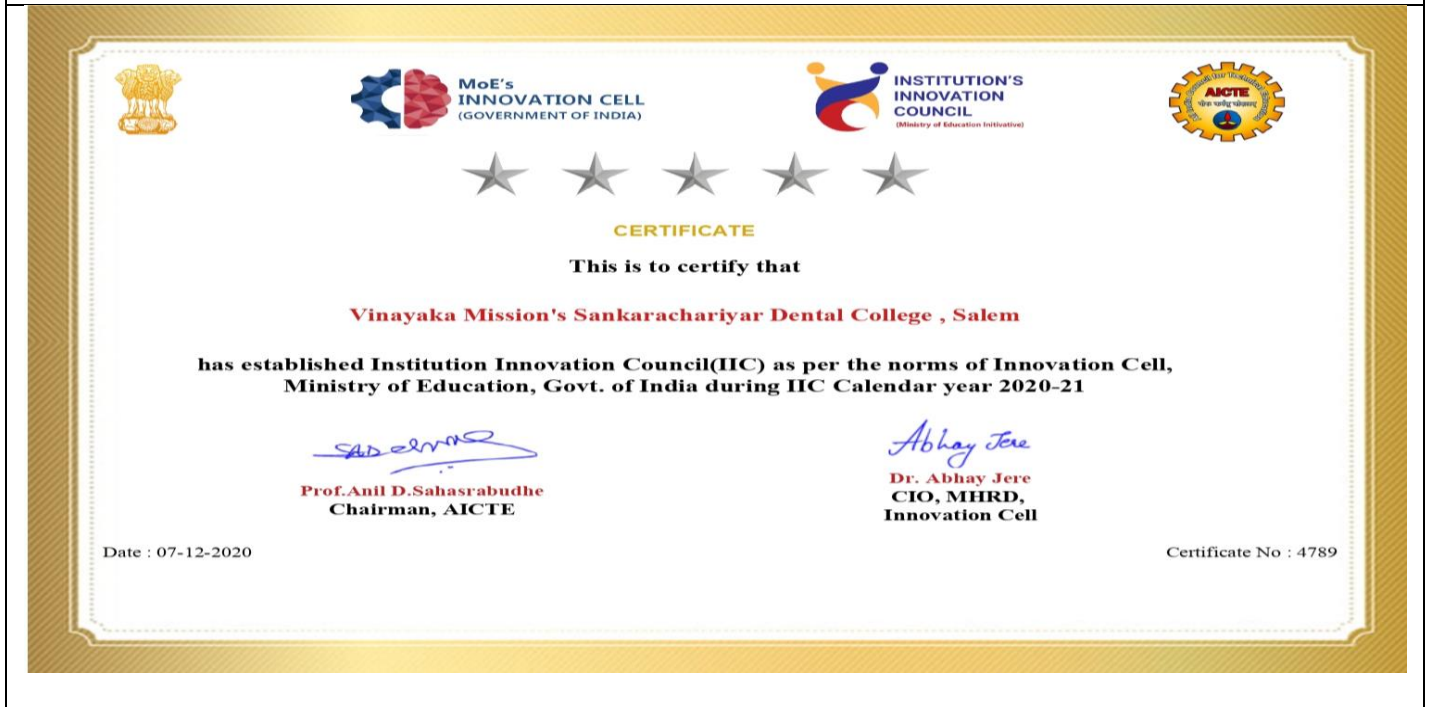 MoE's
INNOVATION CELL
(GOVERNMENT OF INDIA)
INSTITUTION'S
INNOVATION
COUNCIL
(Ministry of Education Initiative)
AICTE
CERTIFICATE
This is to certify that
Vinayaka Mission's Sankarachariyar Dental College , Salem
has established Institution Innovation Council(IIC) as per the norms of Innovation Cell,
Ministry of Education, Govt. of India during IIC Calendar year 2020-21
Abhay Jere
Prof.Anil D.Sahasrabudhe
Chairman, AICTE
Dr. Abhay Jere
CIO, MHRD,
Innovation Cell
Date : 07-12-2020
Certificate No : 4789